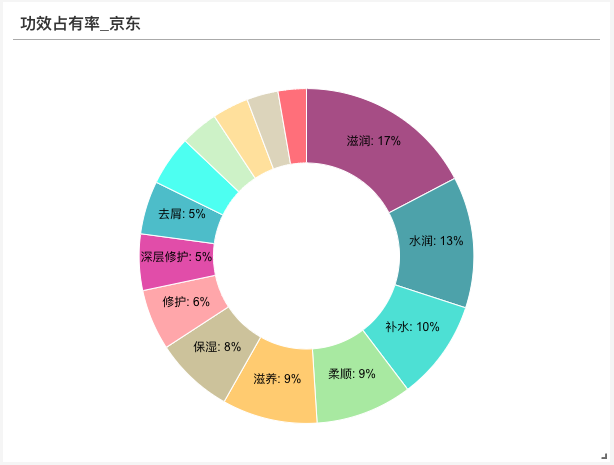 功效占有率_京东
滋润: 17%
水润: 13%
补水: 10%
柔顺: 9%
滋养: 9%
保湿: 8%
修护: 6%
深层修护: 5%
去屑: 5%